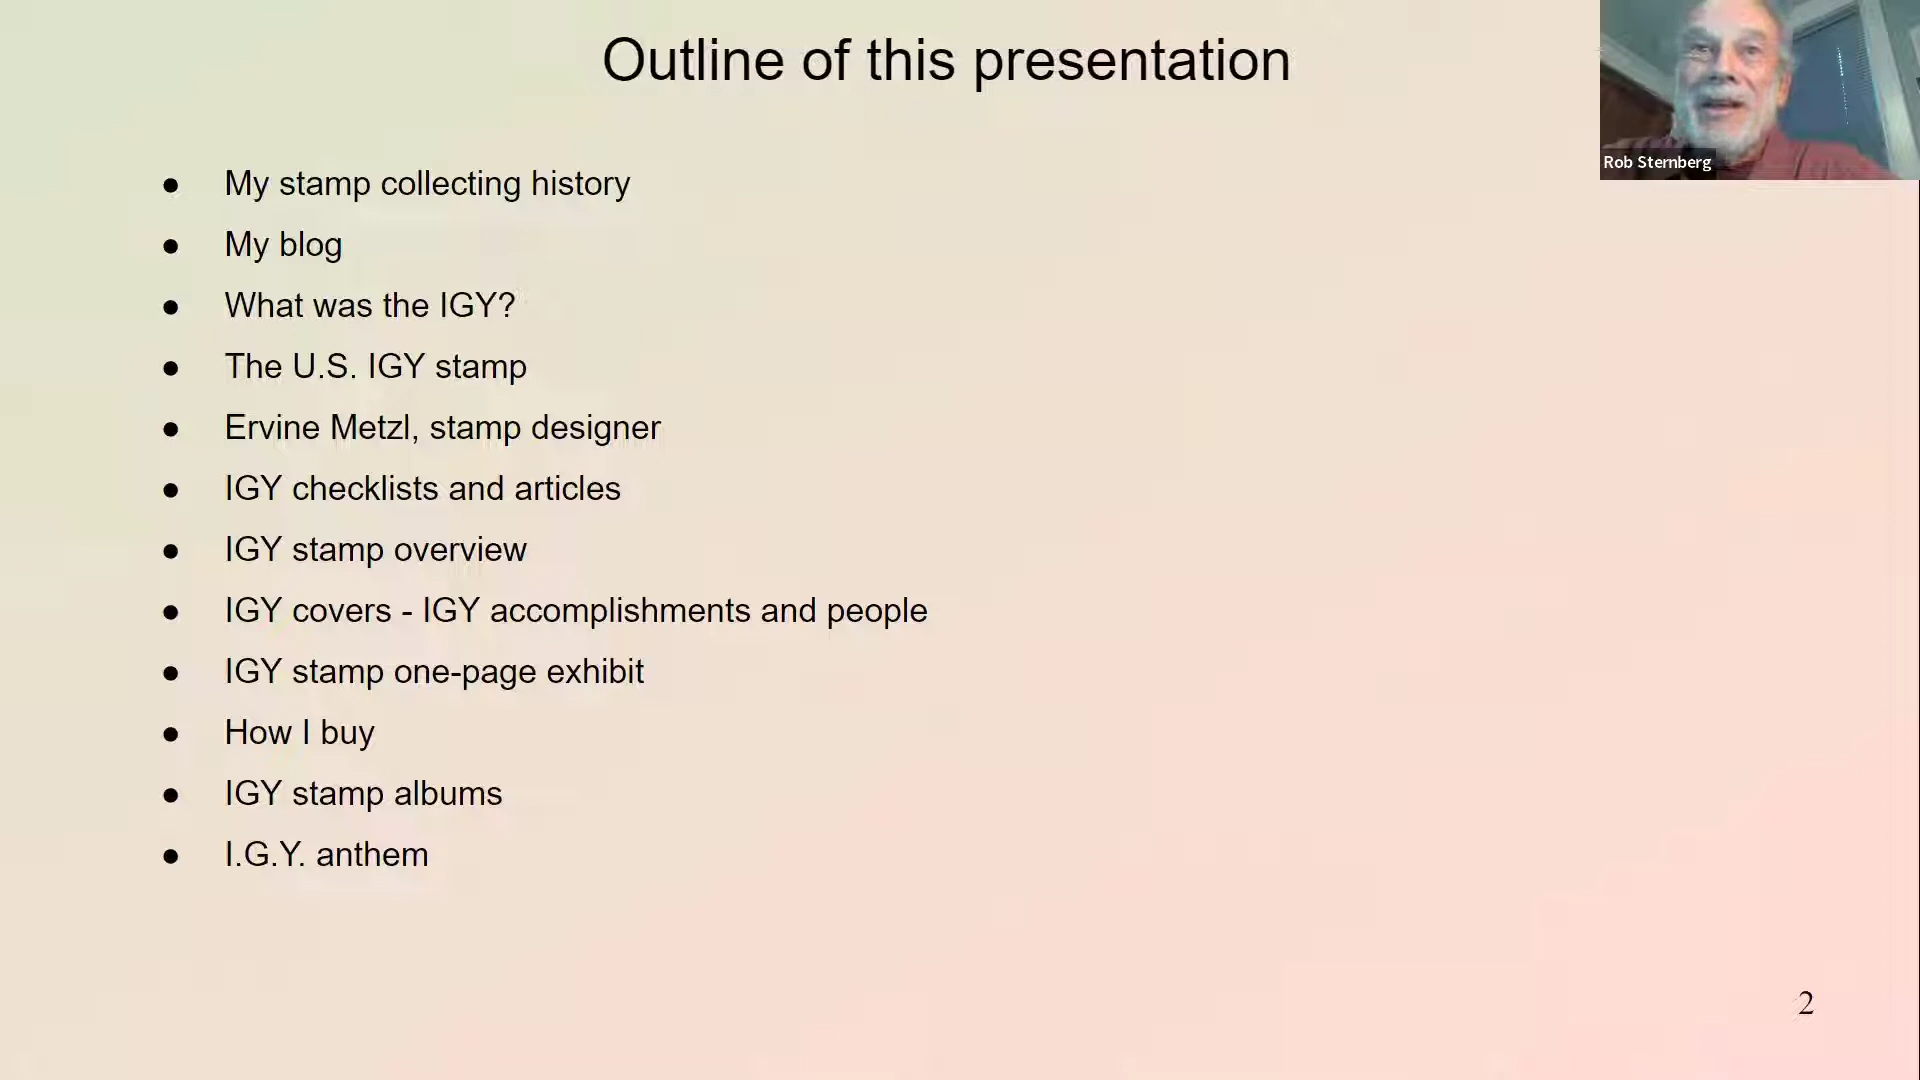 Outline of this presentation
Rob Sternberg
● My stamp collecting history
● My blog
● What was the IGY?
● The U.S. IGY stamp
● Ervine Metzl, stamp designer
● IGY checklists and articles
● IGY stamp overview
● IGY covers - IGY accomplishments and people
● IGY stamp one-page exhibit
● How I buy
● IGY stamp albums
● I.G.Y. anthem
2